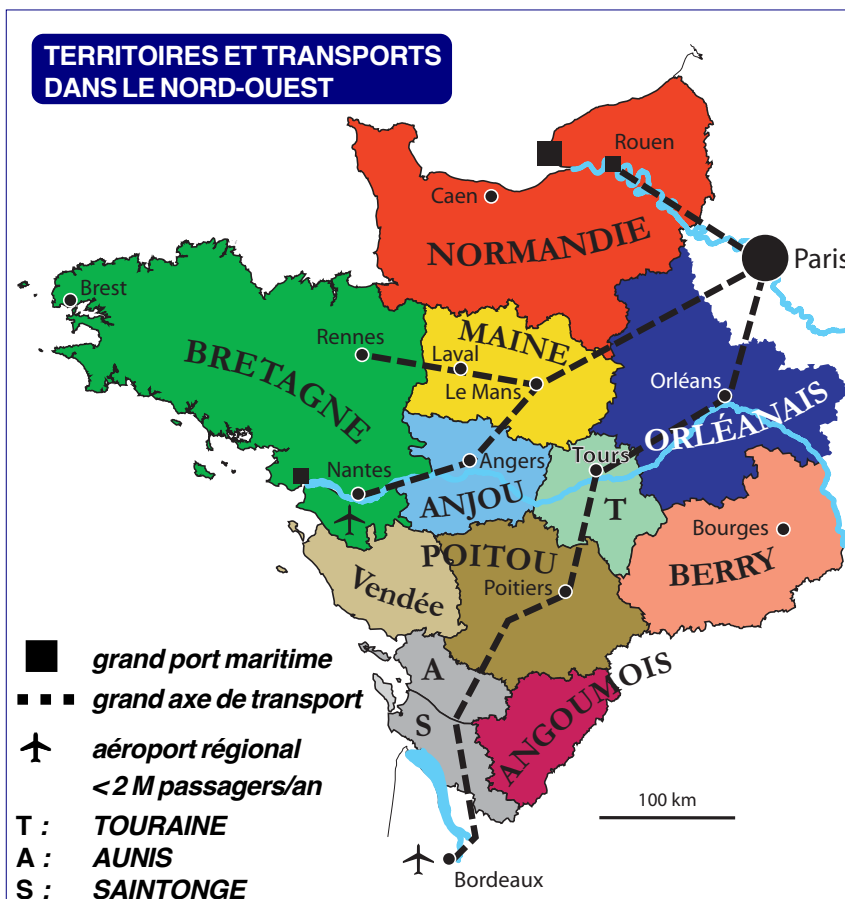 TERRITOIRES ET TRANSPORTS
DANS LE NORD-OUEST
Rouen
Caen
NORMANDIE
Paris
Brest
Rennes
MAINE
Laval
BRETAGNE
Le Mans
Orléans
ORLÉANAIS
Tours
Angers
Nantes
ANJOU
T
Bourges
POITOU
BERRY
Vendée
Poitiers
grand port maritime
A
grand axe de transport
ANGOUMOIS
S
aéroport régional
<2 M passagers/an
100 km
T : TOURAINE
A : AUNIS
S : SAINTONGE
Bordeaux